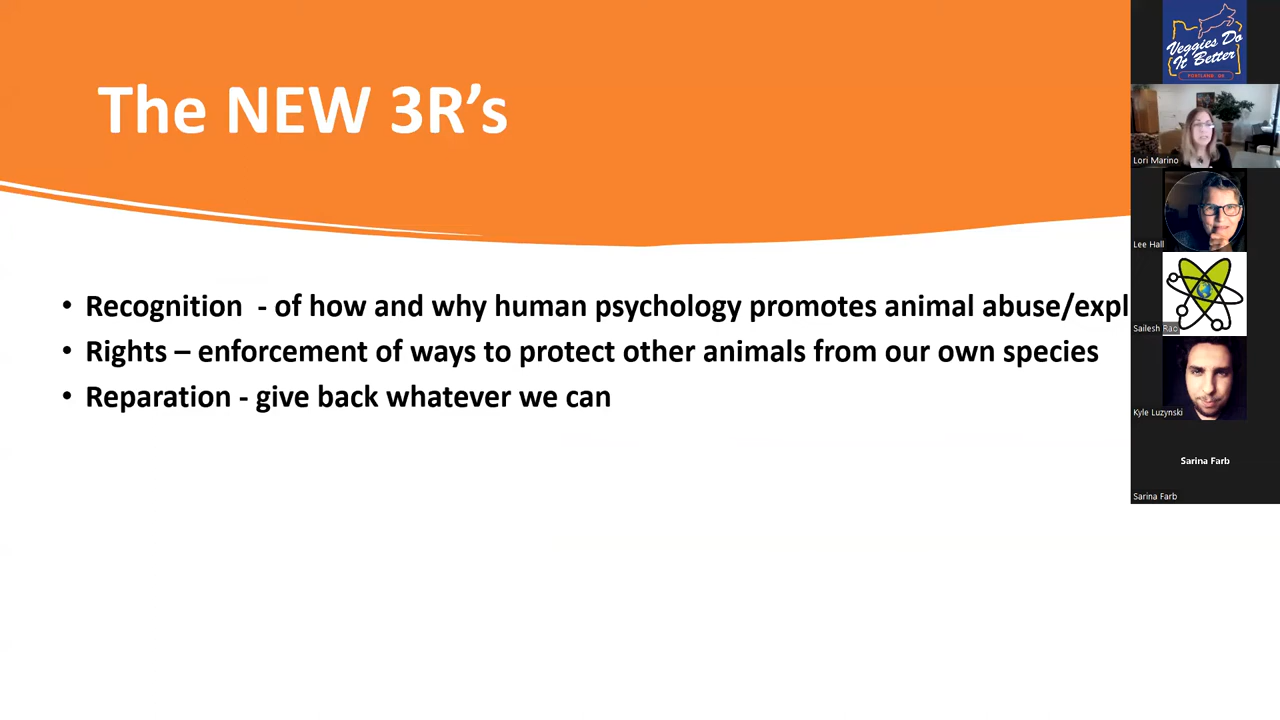 The NEW 3R’s
• Recognition - of how and why human psychology promotes animal abuse/expl
• Rights – enforcement of ways to protect other animals from our own species
• Reparation - give back whatever we can
Veggies Do
It Better
PORTLAND, OR
Lori Marino
Lee Hall
Sailesh Rao
Kyle Luzynski
Sarina Farb
Sarina Farb